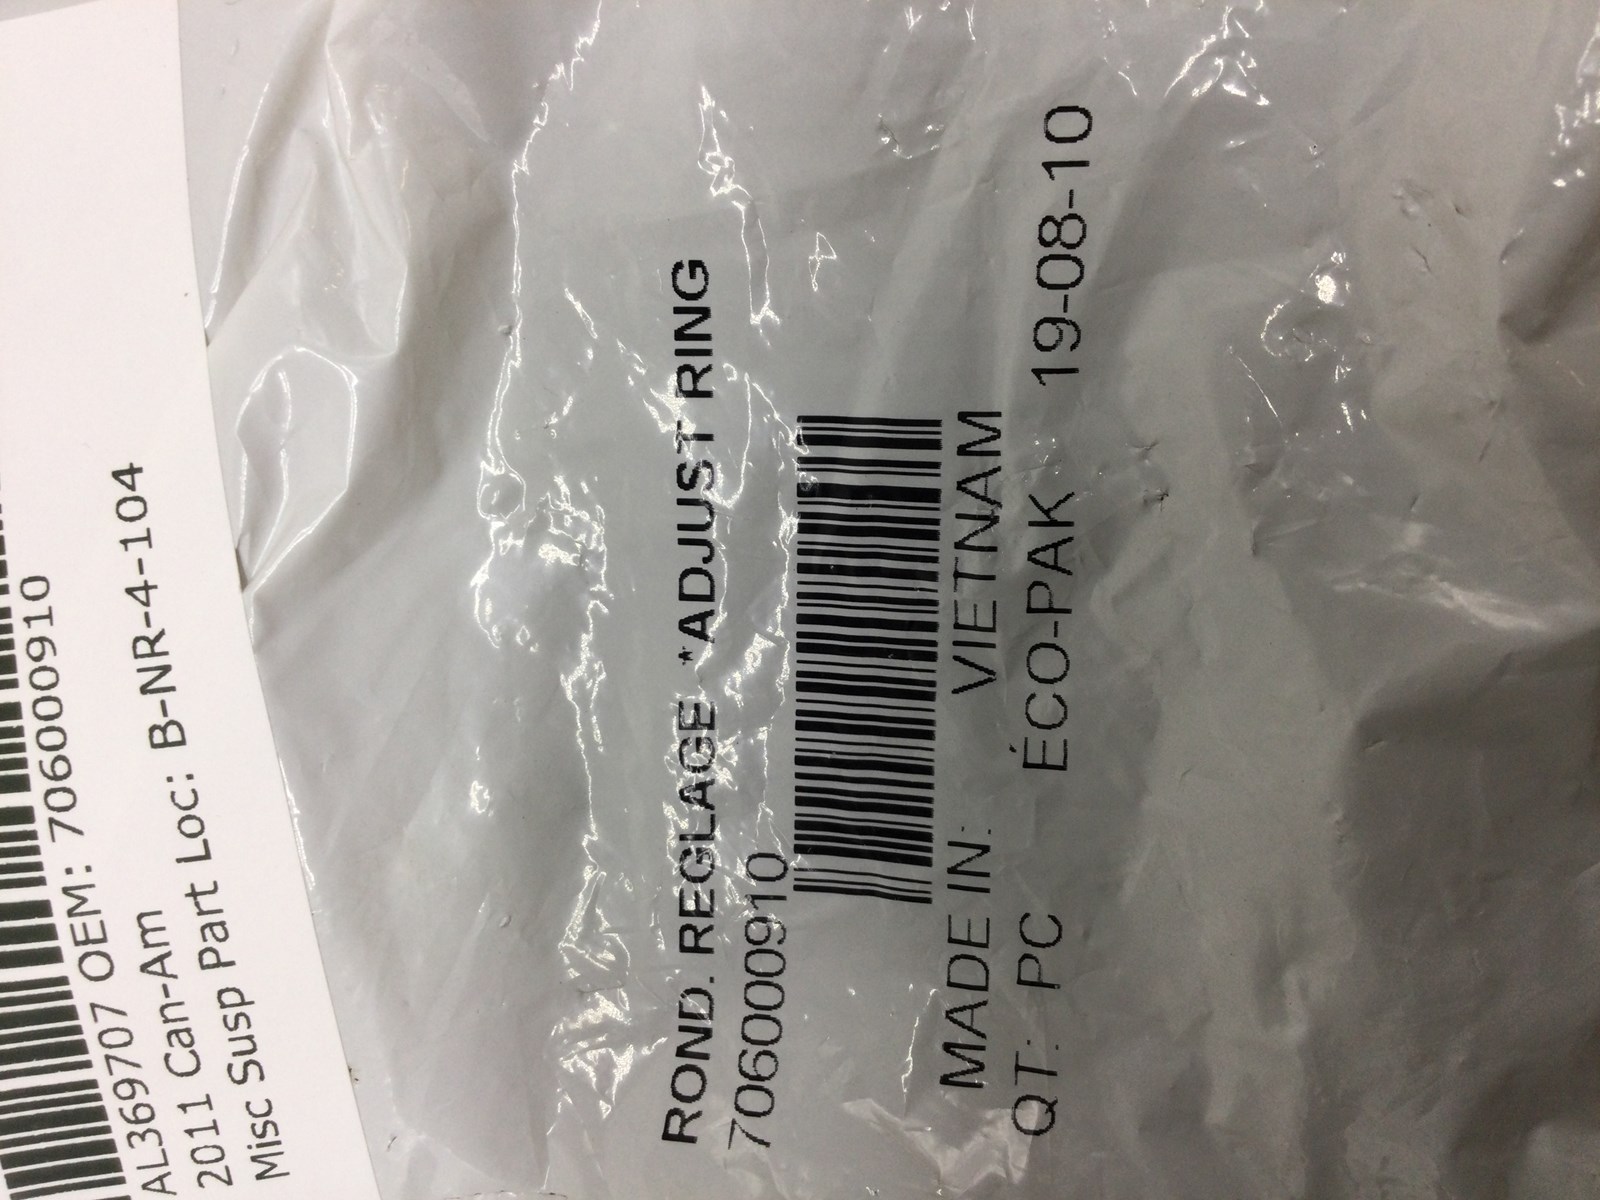 AL369707 OEM: 706000910
2011 Can-Am
Misc Susp Part Loc: B-NR-4-104
ROND. REGLAGE *ADJUST RING
706000910
MADE IN: VIETNAM
QT: PC ÉCO-PAK 19-08-10